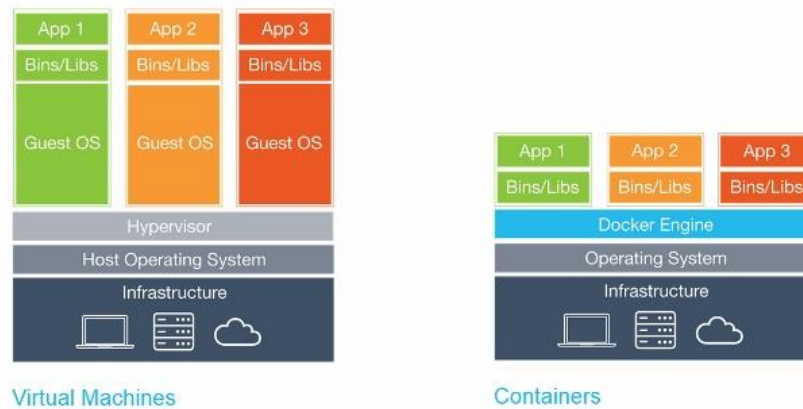 App 1
App 2
App 3
Bins/Libs
Bins/Libs
Bins/Libs
Guest OS
Guest OS
Guest OS
Hypervisor
Host Operating System
Infrastructure
Virtual Machines
App 1
App 2
App 3
Bins/Libs
Bins/Libs
Bins/Libs
Docker Engine
Operating System
Infrastructure
Containers